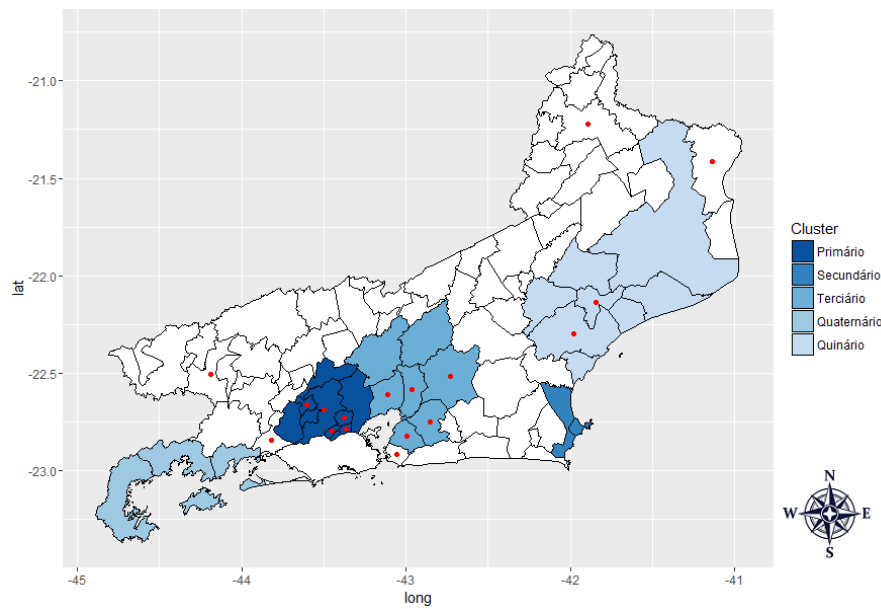 -21.0
-21.5
-22.0
-22.5
-23.0
lat
-45
-44
-43
-42
-41
long
Cluster
Primário
Secundário
Terciário
Quaternário
Quinário
N
W
E
S